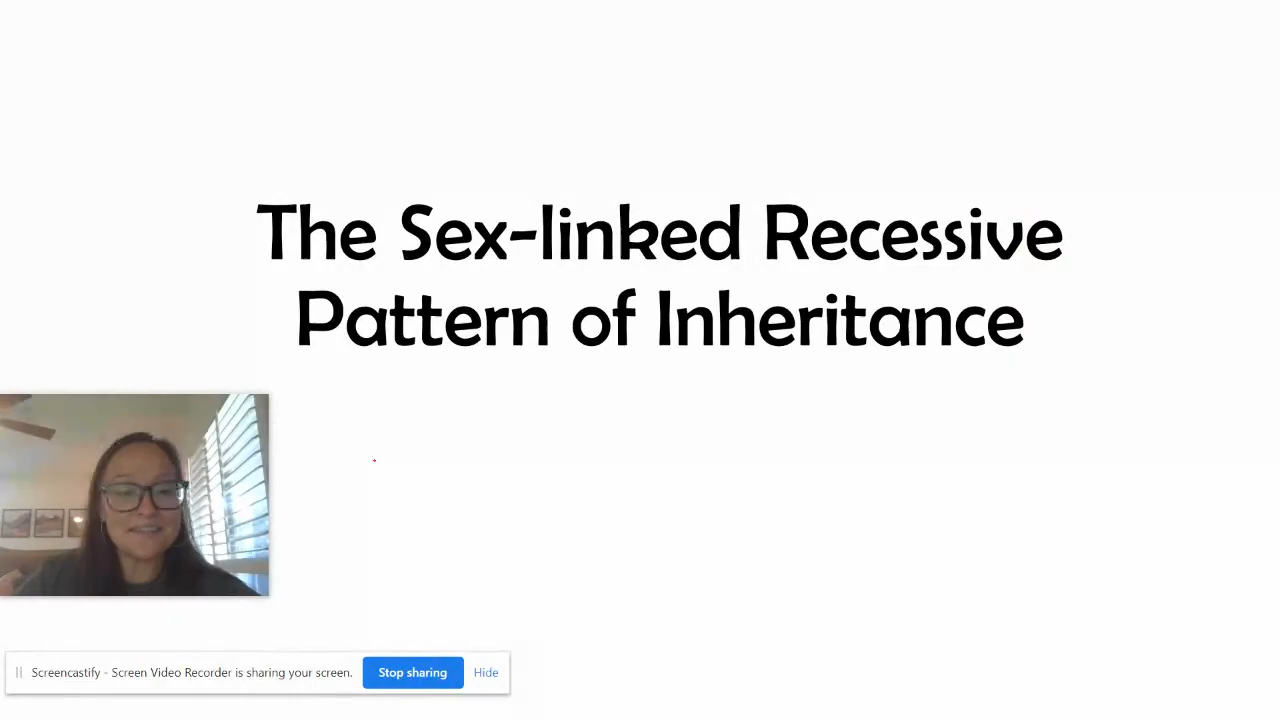 The Sex-linked Recessive
Pattern of Inheritance
Screencastify - Screen Video Recorder is sharing your screen. Stop sharing Hide